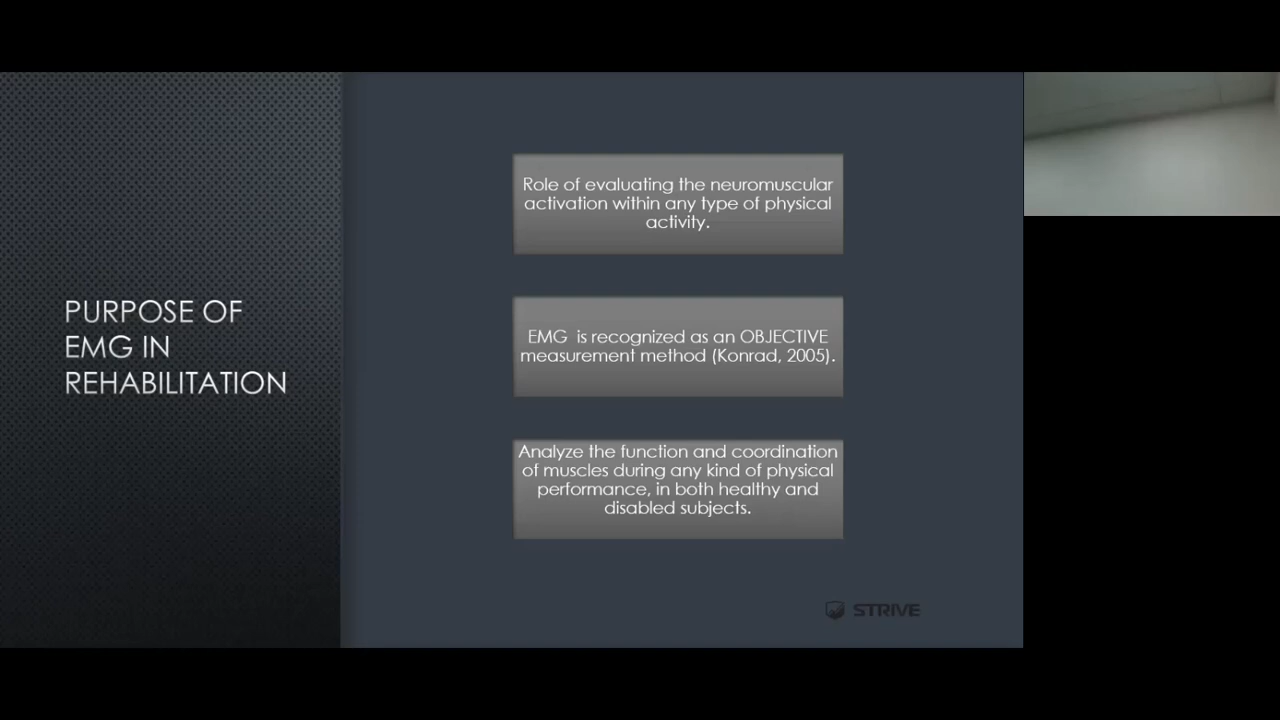 PURPOSE OF
EMG IN
REHABILITATION
Role of evaluating the neuromuscular
activation within any type of physical
activity.
EMG is recognized as an OBJECTIVE
measurement method (Konrad, 2005).
Analyze the function and coordination
of muscles during any kind of physical
performance, in both healthy and
disabled subjects.
STRIVE